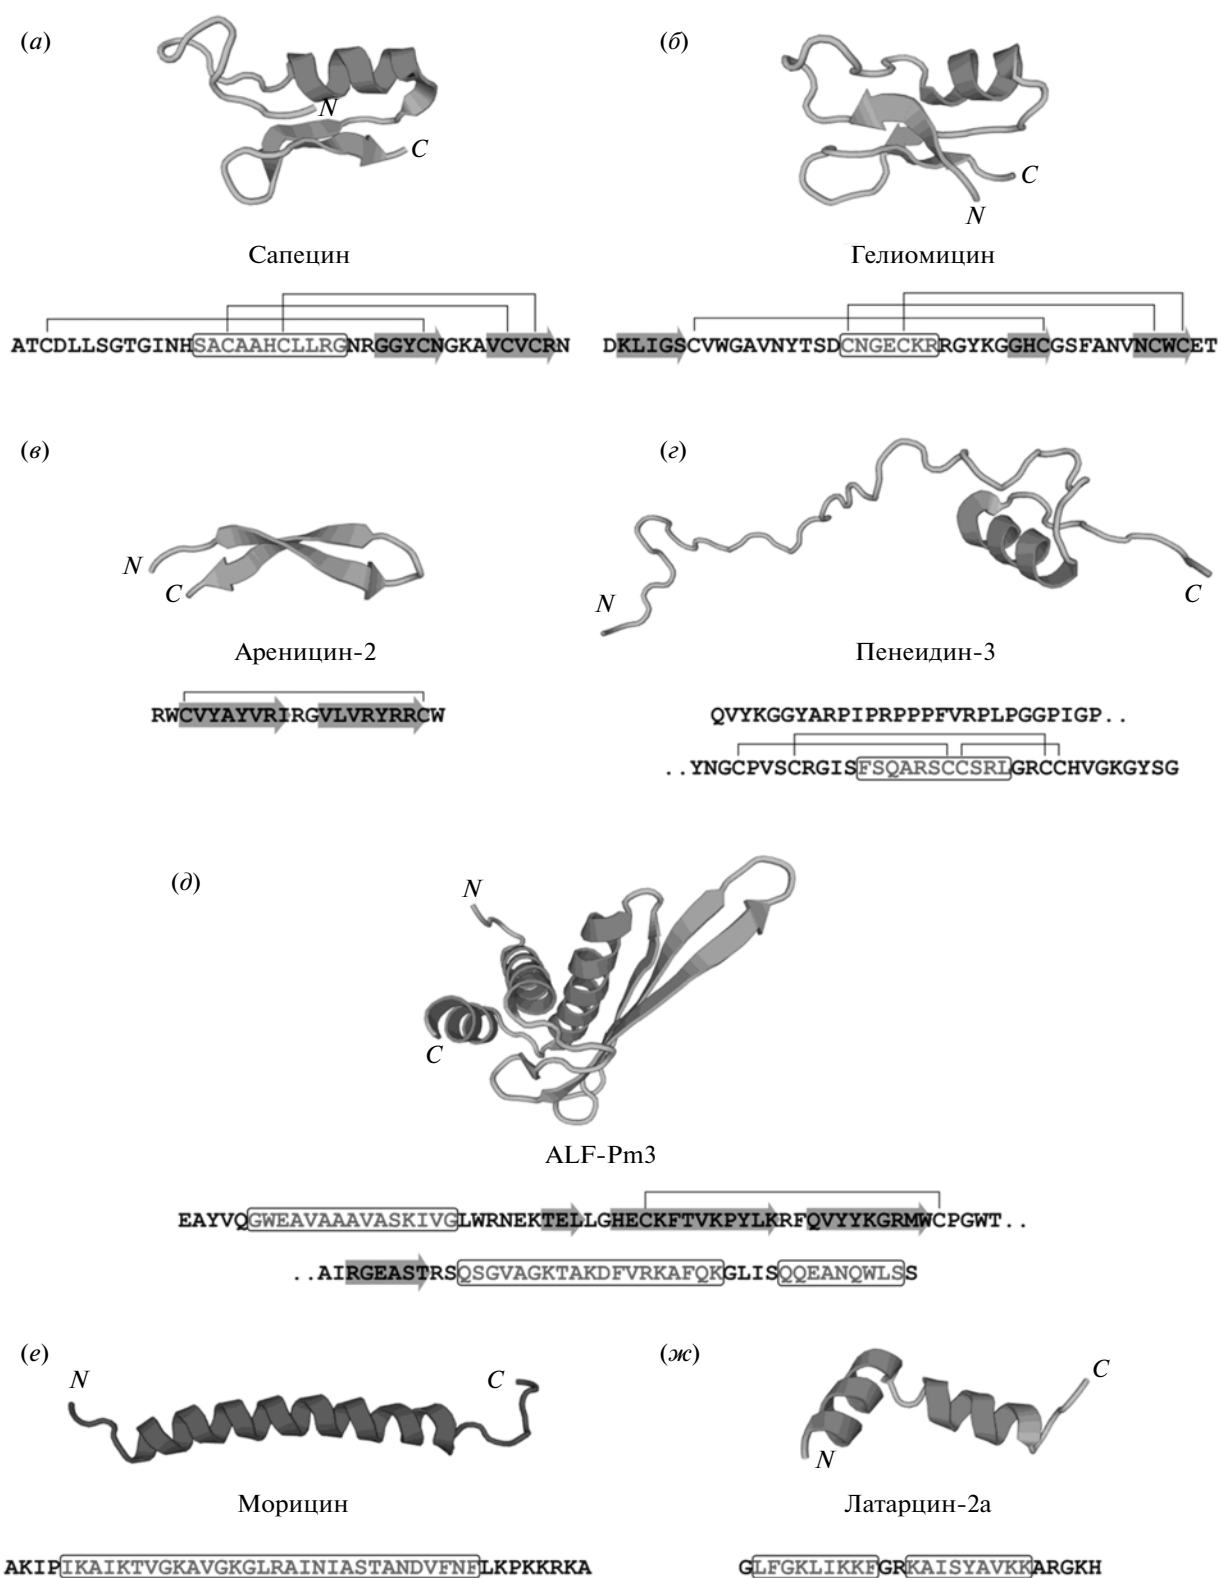 (а)
(б)
N
C
C
N
Сапецин
Гелиомицин
ATCDLLSGTGINHSACAAHCLLRGNRGGYCNGKAVCVCRN
DKLIGSCVWGAVNYTSDCNGECKRRGYKGGHCGSFANVNCWCET
(в)
(г)
N
C
N
C
Ареницин-2
Пенеидин-3
RWCVYAYVRIRGVLVRYRRCW
QVYKGGYARPIPRPPPFVRPLPGGPIGP..
..YNGCPVSCRGISFSQARSCCSRLGRCCHVGKGYSG
(д)
N
C
ALF-Pm3
EAYVQGWEAVAAAVASKIVGLWRNEKTELLGHECKFTVKPYLKRFQVYYKGRMWCPGWT..
..AIRGEASTRSQSGVAGKTAKDFVRKAFQKGLISQQEANQWLSS
(е)
(ж)
N
C
C
N
Морицин
Латарцин-2а
AKIPIKAIKTVGKAVGKGLRAINIASTANDVFNFLKPKKRKA
GLFGKLIKKFGRKAISYAVKKARGKH